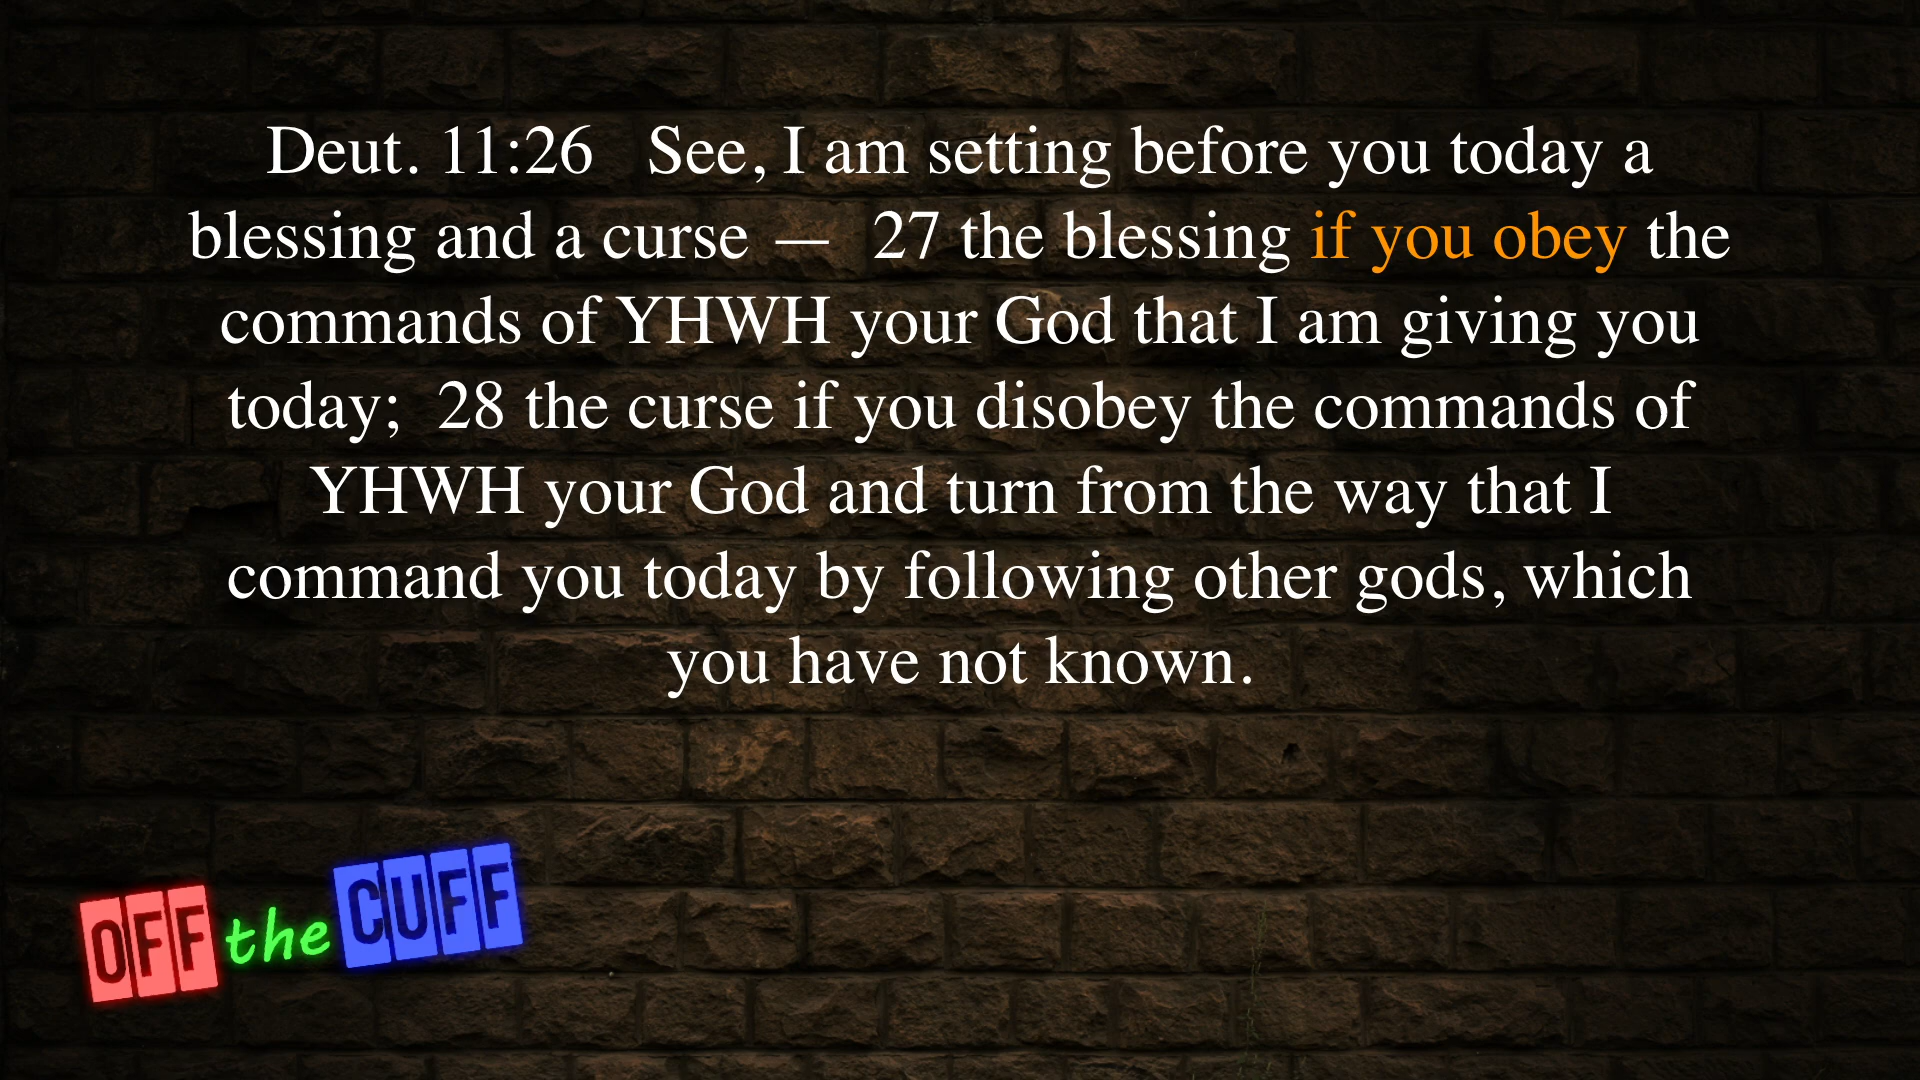 Deut. 11:26   See, I am setting before you today a
blessing and a curse —  27 the blessing if you obey the
commands of YHWH your God that I am giving you
today;  28 the curse if you disobey the commands of
YHWH your God and turn from the way that I
command you today by following other gods, which
you have not known.
OFF the CUFF